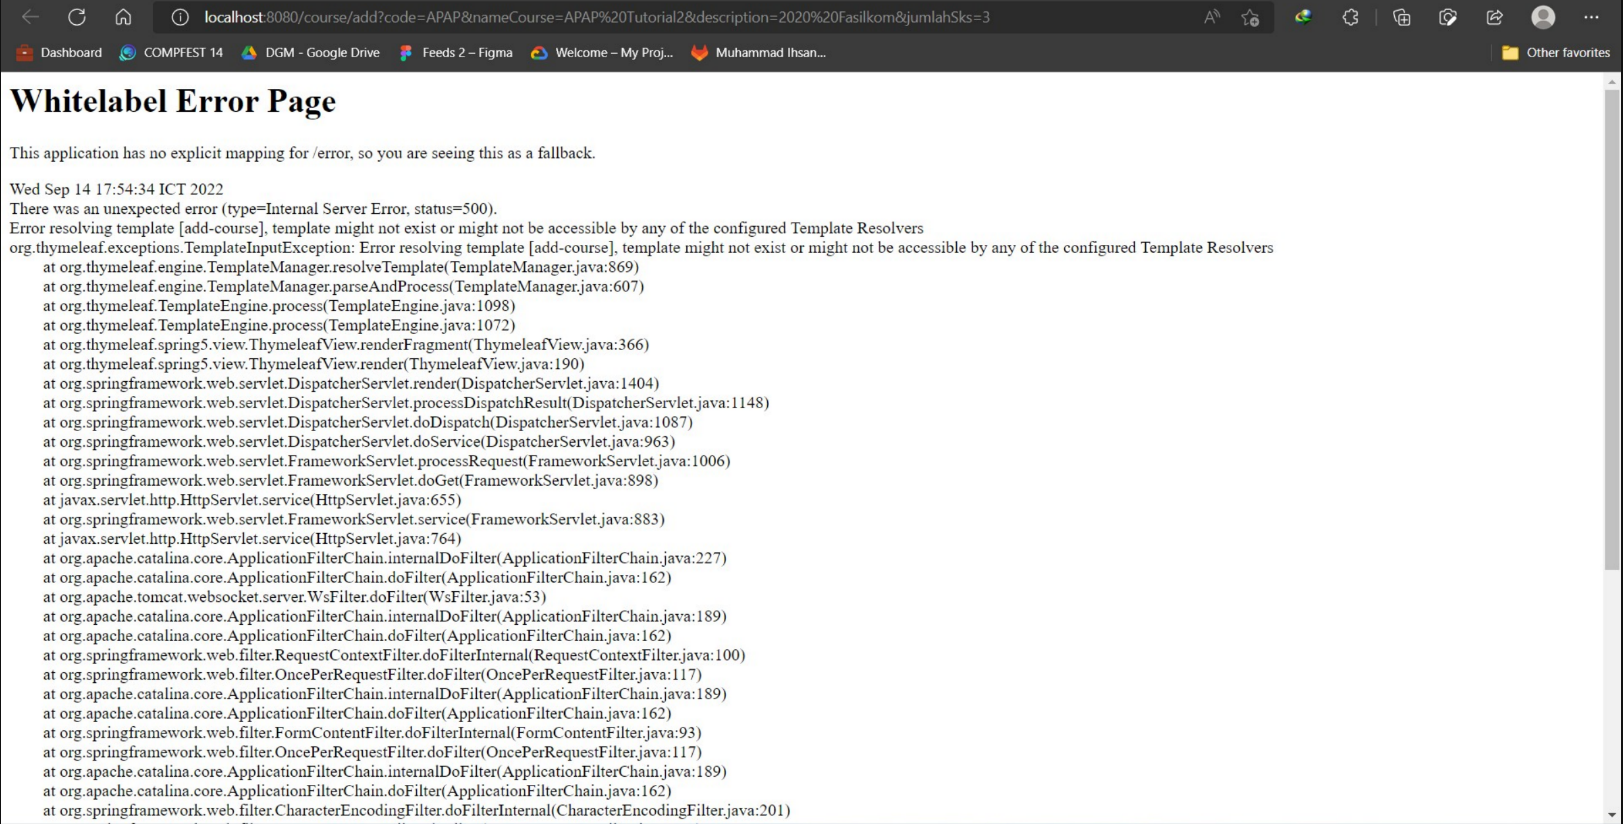 localhost:8080/course/add?code=APAP&nameCourse=APAP%20Tutorial2&description=2020%20Fasilkom&jumlahSks=3
Dashboard COMPFEST 14 DGM - Google Drive Feeds 2 – Figma Welcome – My Proj... Muhammad Ihsan... Other favorites
Whitelabel Error Page
This application has no explicit mapping for /error, so you are seeing this as a fallback.
Wed Sep 14 17:54:34 ICT 2022
There was an unexpected error (type=Internal Server Error, status=500).
Error resolving template [add-course], template might not exist or might not be accessible by any of the configured Template Resolvers
org.thymeleaf.exceptions.TemplateInputException: Error resolving template [add-course], template might not exist or might not be accessible by any of the configured Template Resolvers
at org.thymeleaf.engine.TemplateManager.resolveTemplate(TemplateManager.java:869)
at org.thymeleaf.engine.TemplateManager.parseAndProcess(TemplateManager.java:607)
at org.thymeleaf.TemplateEngine.process(TemplateEngine.java:1098)
at org.thymeleaf.TemplateEngine.process(TemplateEngine.java:1072)
at org.thymeleaf.spring5.view.ThymeleafView.renderFragment(ThymeleafView.java:366)
at org.thymeleaf.spring5.view.ThymeleafView.render(ThymeleafView.java:190)
at org.springframework.web.servlet.DispatcherServlet.render(DispatcherServlet.java:1404)
at org.springframework.web.servlet.DispatcherServlet.processDispatchResult(DispatcherServlet.java:1148)
at org.springframework.web.servlet.DispatcherServlet.doDispatch(DispatcherServlet.java:1087)
at org.springframework.web.servlet.DispatcherServlet.doService(DispatcherServlet.java:963)
at org.springframework.web.servlet.FrameworkServlet.processRequest(FrameworkServlet.java:1006)
at org.springframework.web.servlet.FrameworkServlet.doGet(FrameworkServlet.java:898)
at javax.servlet.http.HttpServlet.service(HttpServlet.java:655)
at org.springframework.web.servlet.FrameworkServlet.service(FrameworkServlet.java:883)
at javax.servlet.http.HttpServlet.service(HttpServlet.java:764)
at org.apache.catalina.core.ApplicationFilterChain.internalDoFilter(ApplicationFilterChain.java:227)
at org.apache.catalina.core.ApplicationFilterChain.doFilter(ApplicationFilterChain.java:162)
at org.apache.tomcat.websocket.server.WsFilter.doFilter(WsFilter.java:53)
at org.apache.catalina.core.ApplicationFilterChain.internalDoFilter(ApplicationFilterChain.java:189)
at org.apache.catalina.core.ApplicationFilterChain.doFilter(ApplicationFilterChain.java:162)
at org.springframework.web.filter.RequestContextFilter.doFilterInternal(RequestContextFilter.java:100)
at org.springframework.web.filter.OncePerRequestFilter.doFilter(OncePerRequestFilter.java:117)
at org.apache.catalina.core.ApplicationFilterChain.internalDoFilter(ApplicationFilterChain.java:189)
at org.apache.catalina.core.ApplicationFilterChain.doFilter(ApplicationFilterChain.java:162)
at org.springframework.web.filter.FormContentFilter.doFilterInternal(FormContentFilter.java:93)
at org.springframework.web.filter.OncePerRequestFilter.doFilter(OncePerRequestFilter.java:117)
at org.apache.catalina.core.ApplicationFilterChain.internalDoFilter(ApplicationFilterChain.java:189)
at org.apache.catalina.core.ApplicationFilterChain.doFilter(ApplicationFilterChain.java:162)
at org.springframework.web.filter.CharacterEncodingFilter.doFilterInternal(CharacterEncodingFilter.java:201)